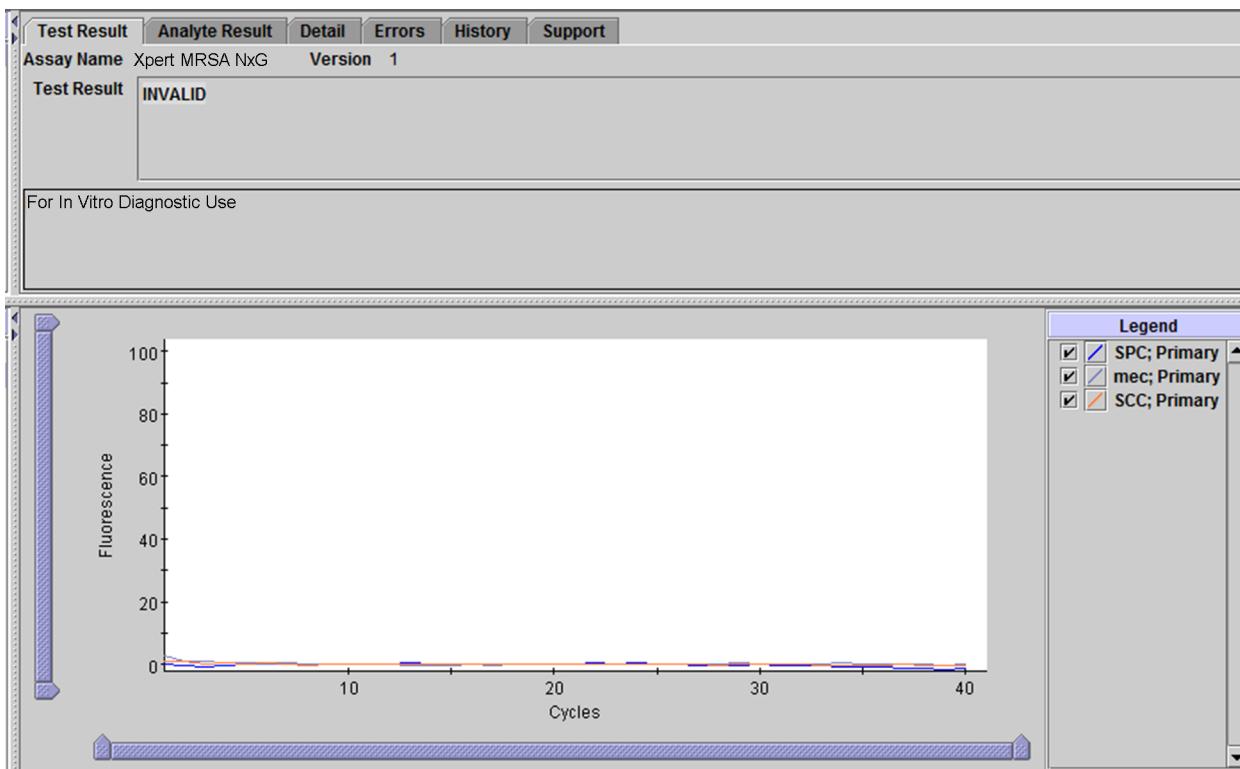 Test Result Analyte Result Detail Errors History Support
Assay Name Xpert MRSA NxG Version 1
Test Result INVALID
For In Vitro Diagnostic Use
Legend
SPC; Primary
mec; Primary
SCC; Primary
100
80
60
40
20
0
Fluorescence
10 20 30 40
Cycles